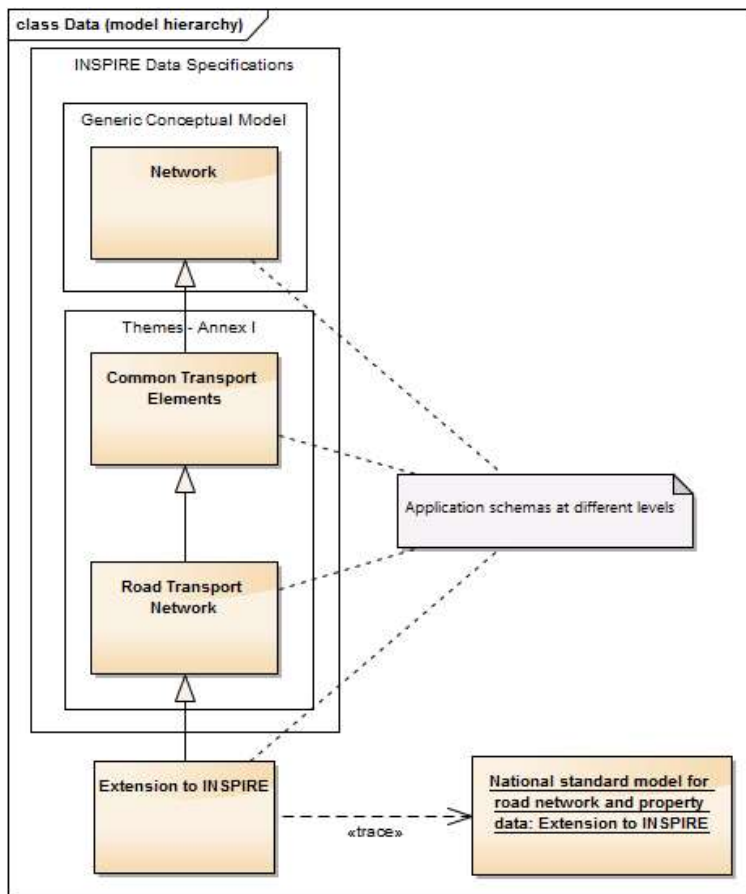 class Data (model hierarchy)
INSPIRE Data Specifications
Generic Conceptual Model
Network
Themes - Annex I
Common Transport
Elements
Application schemas at different levels
Road Transport
Network
Extension to INSPIRE
«trace»
National standard model for
road network and property
data: Extension to INSPIRE